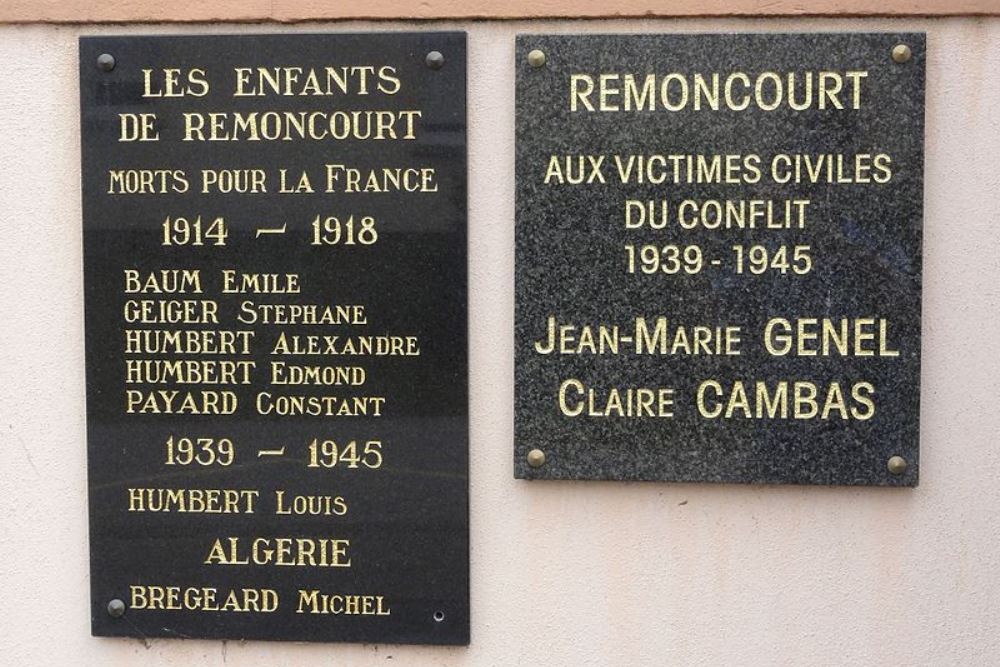 LES ENFANTS
DE REMONCOURT
MORTS POUR LA FRANCE
1914 – 1918
BAUM EMILE
GEIGER STEPHANE
HUMBERT ALEXANDRE
HUMBERT EDMOND
PAYARD CONSTANT
1939 – 1945
HUMBERT LOUIS
ALGERIE
BREGEARD MICHEL
REMONCOURT
AUX VICTIMES CIVILES
DU CONFLIT
1939 - 1945
JEAN-MARIE GENEL
CLAIRE CAMBAS